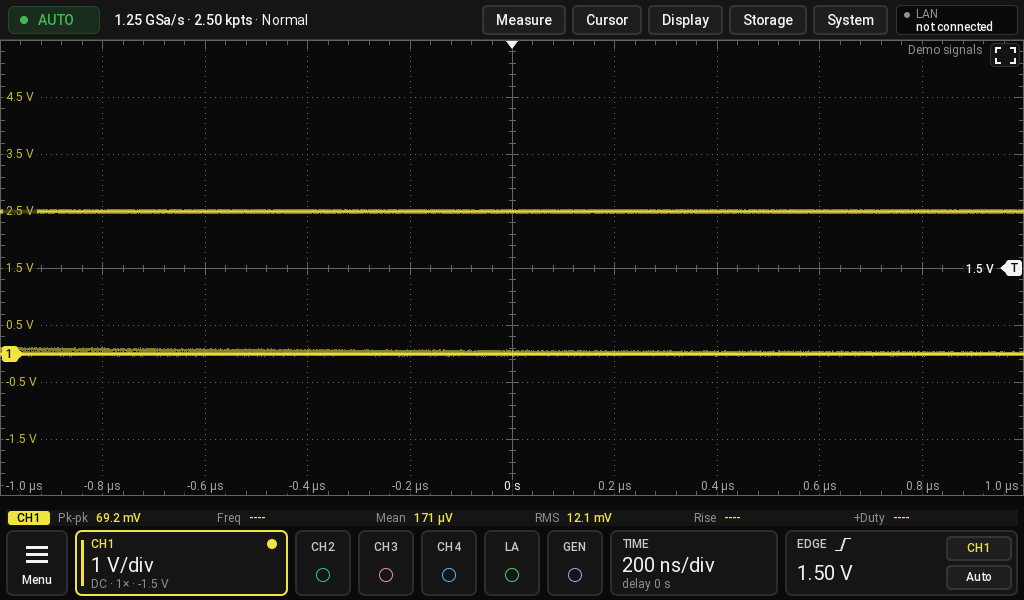 AUTO
1.25 GSa/s · 2.50 kpts · Normal
Measure
Cursor
Display
Storage
System
LAN
not connected
Demo signals
4.5 V
3.5 V
2.5 V
1.5 V
1.5 V
T
0.5 V
1
-0.5 V
-1.5 V
-1.0 µs
-0.8 µs
-0.6 µs
-0.4 µs
-0.2 µs
0 s
0.2 µs
0.4 µs
0.6 µs
0.8 µs
1.0 µs
CH1 Pk-pk 69.2 mV Freq ---- Mean 171 µV RMS 12.1 mV Rise ---- +Duty ----
Menu
CH1
1 V/div
DC · 1× · -1.5 V
CH2
CH3
CH4
LA
GEN
TIME
200 ns/div
delay 0 s
EDGE
1.50 V
CH1
Auto